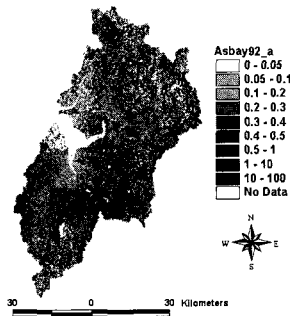 Asbay92_a
0 - 0.05
0.05 - 0.1
0.1 - 0.2
0.2 - 0.3
0.3 - 0.4
0.4 - 0.5
0.5 - 1
1 - 10
10 - 100
No Data
N
W E
S
30 0 30 Kilometers